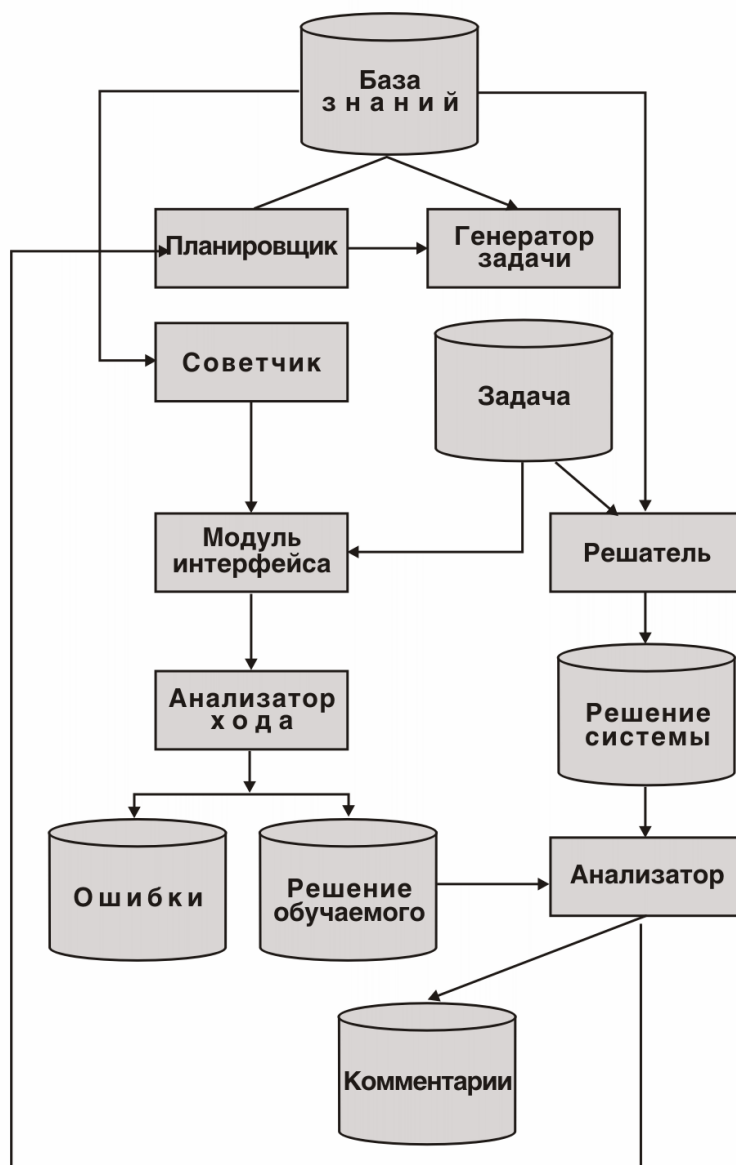 База
знаний
Планировщик
Генератор
задачи
Советчик
Задача
Модуль
интерфейса
Решатель
Анализатор
хода
Решение
системы
Ошибки
Решение
обучаемого
Анализатор
Комментарии